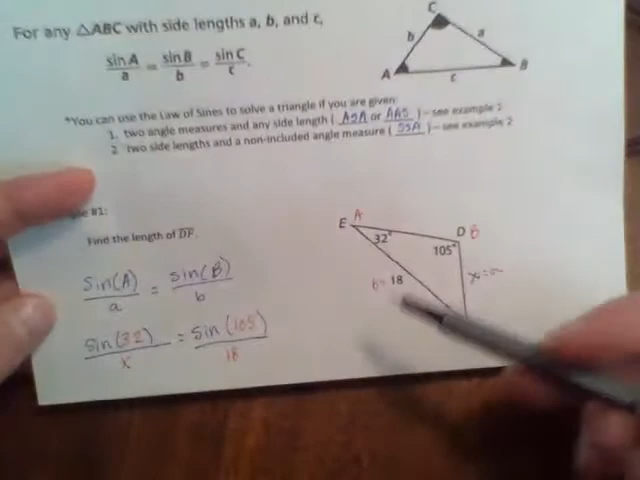 For any △ABC with side lengths a, b, and c,
sin A / a = sin B / b = sin C / c.
C
b
a
A
B
c
*You can use the Law of Sines to solve a triangle if you are given
1. two angle measures and any side length ( ASA or AAS ) – see example 1
2. two side lengths and a non-included angle measure ( SSA ) – see example 2
#1:
Find the length of DF.
E A
D B
32°
105°
b= 18
x=a
sin(A) / a = sin(B) / b
sin(32) / x = sin(105) / 18